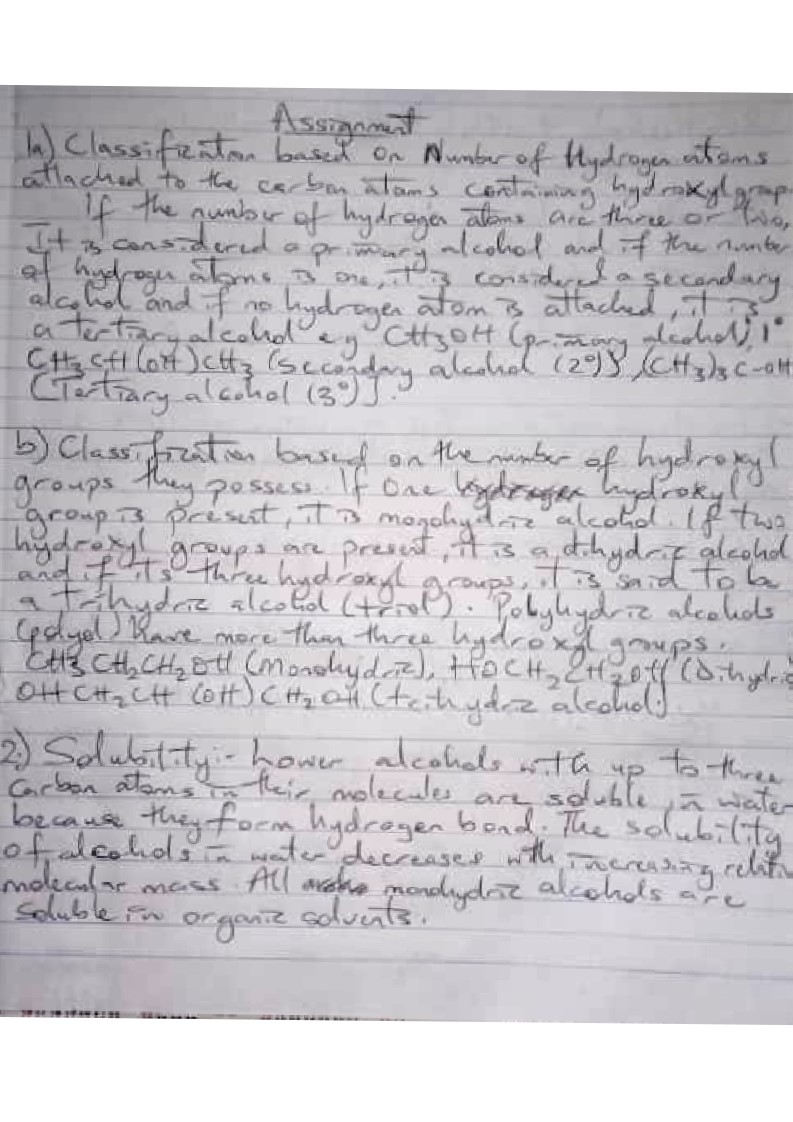 Assignment
1a) Classification based on Number of Hydrogen atoms
attached to the carbon atoms containing hydroxyl group.
If the number of hydrogen atoms are three or two,
It is considered a primary alcohol and if the number
of hydrogen atoms is one, it is considered a secondary
alcohol and if no hydrogen atom is attached, it is
a tertiary alcohol eg CH3OH (primary alcohol), 1°
CH3CH(OH)CH3 (Secondary alcohol (2°)}, (CH3)3C-OH
(Tertiary alcohol (3°)}.
b) Classification based on the number of hydroxyl
groups they possess. If one hydroxyl
group is present, it is monohydric alcohol. If two
hydroxyl groups are present, it is a dihydric alcohol
and if its three hydroxyl groups, it is said to be
a trihydric alcohol (triol). Polyhydric alcohols
(polyol) have more than three hydroxyl groups.
CH3CH2CH2OH (Monohydric), HOCH2CH2OH (Dihydric
OHCH2CH(OH)CH2OH (trihydric alcohol).
2) Solubility:- Lower alcohols with up to three
Carbon atoms in their molecules are soluble in water
because they form hydrogen bond. The solubility
of alcohols in water decreases with increasing relativ
molecular mass. All monohydric alcohols are
soluble in organic solvents.